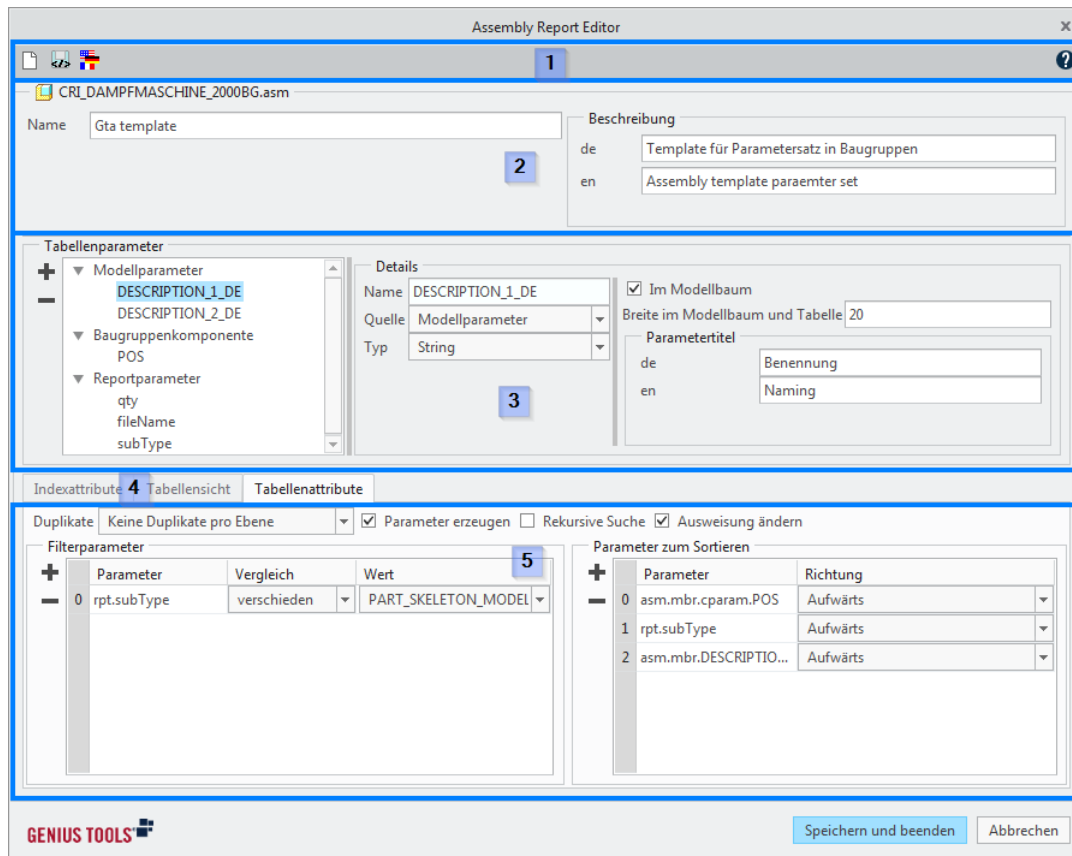 Assembly Report Editor x
</> 1 ?
CRI_DAMPFMASCHINE_2000BG.asm
Name Gta template
Beschreibung
de Template für Parametersatz in Baugruppen
en Assembly template paraemter set
2
Tabellenparameter
Modellparameter
DESCRIPTION_1_DE
DESCRIPTION_2_DE
Baugruppenkomponente
POS
Reportparameter
qty
fileName
subType
Details
Name DESCRIPTION_1_DE
Quelle Modellparameter
Typ String
3
Im Modellbaum
Breite im Modellbaum und Tabelle 20
Parametertitel
de Benennung
en Naming
Indexattribute 4 Tabellensicht Tabellenattribute
Duplikate Keine Duplikate pro Ebene Parameter erzeugen Rekursive Suche Ausweisung ändern
Filterparameter 5
Parameter Vergleich Wert
0 rpt.subType verschieden PART_SKELETON_MODEL
Parameter zum Sortieren
Parameter Richtung
0 asm.mbr.cparam.POS Aufwärts
1 rpt.subType Aufwärts
2 asm.mbr.DESCRIPTIO... Aufwärts
GENIUS TOOLS
Speichern und beenden Abbrechen